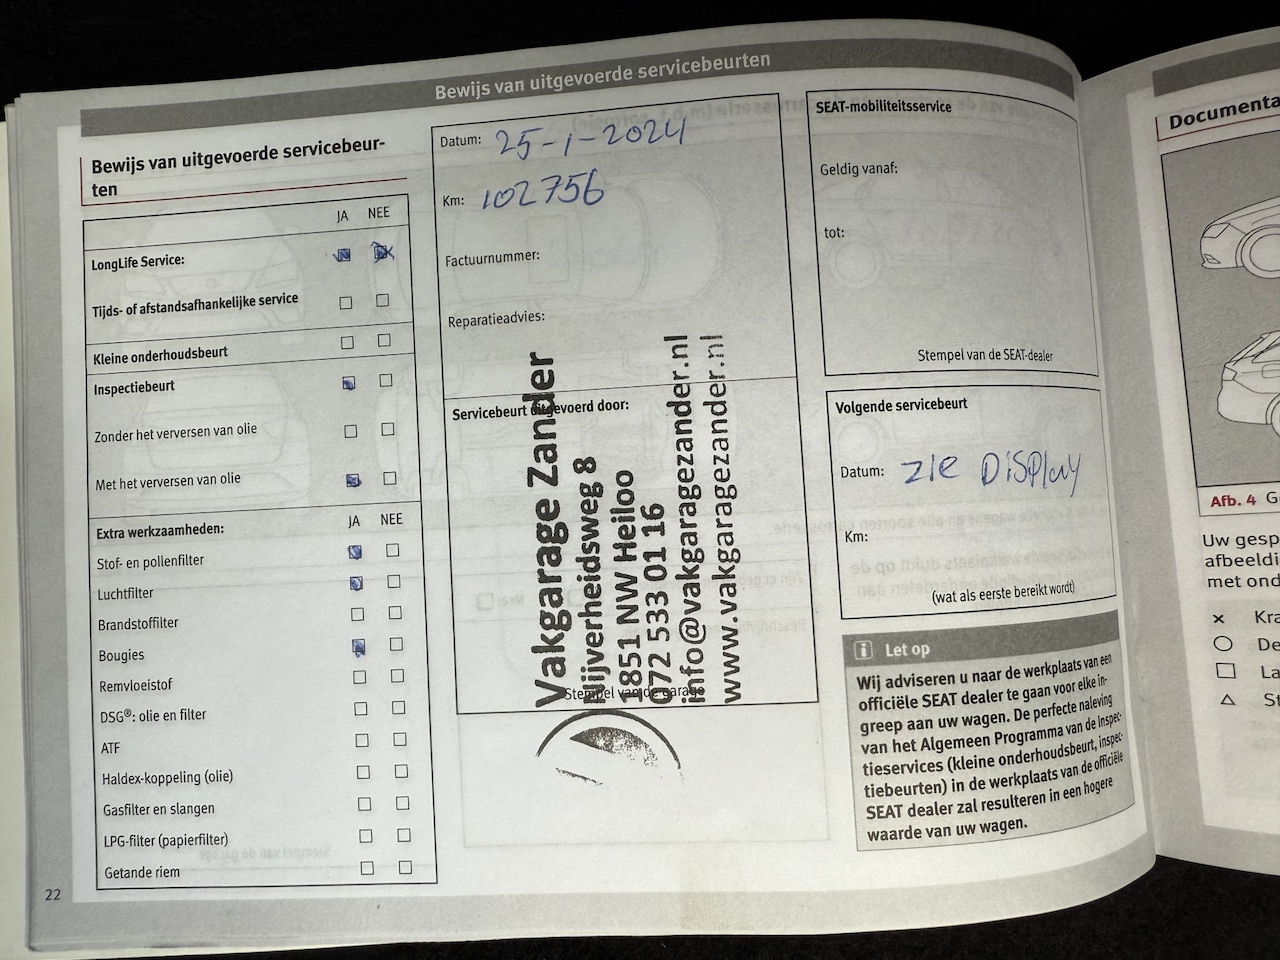 Bewijs van uitgevoerde servicebeurten
Bewijs van uitgevoerde servicebeur-
ten
JA NEE
LongLife Service:
Tijds- of afstandsafhankelijke service
Kleine onderhoudsbeurt
Inspectiebeurt
Zonder het verversen van olie
Met het verversen van olie
Extra werkzaamheden: JA NEE
Stof- en pollenfilter
Luchtfilter
Brandstoffilter
Bougies
Remvloeistof
DSG®: olie en filter
ATF
Haldex-koppeling (olie)
Gasfilter en slangen
LPG-filter (papierfilter)
Getande riem
22
Datum: 25-1-2024
Km: 102756
Factuurnummer:
Reparatieadvies:
Servicebeurt uitgevoerd door:
Vakgarage Zander
Nijverheidsweg 8
1851 NW Heiloo
072 533 01 16
info@vakgaragezander.nl
www.vakgaragezander.nl
Stempel van de garage
SEAT-mobiliteitsservice
Geldig vanaf:
tot:
Stempel van de SEAT-dealer
Volgende servicebeurt
Datum: zie DISPlay
Km:
(wat als eerste bereikt wordt)
Let op
Wij adviseren u naar de werkplaats van een
officiële SEAT dealer te gaan voor elke in-
greep aan uw wagen. De perfecte naleving
van het Algemeen Programma van de Inspec-
tieservices (kleine onderhoudsbeurt, inspec-
tiebeurten) in de werkplaats van de officiële
SEAT dealer zal resulteren in een hogere
waarde van uw wagen.
Documenta
Afb. 4 G
Uw gesp
afbeeldi
met ond
Kra
De
La
St